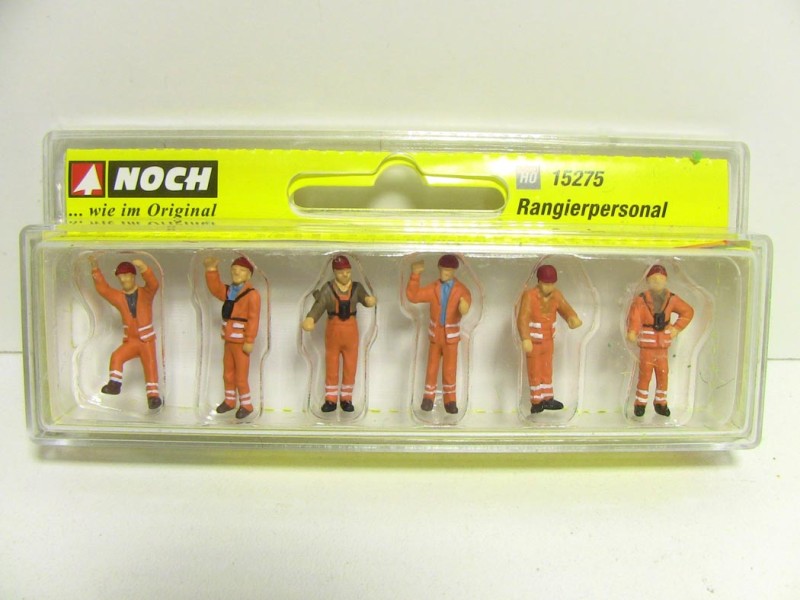 NOCH
... wie im Original
H0 15275
Rangierpersonal